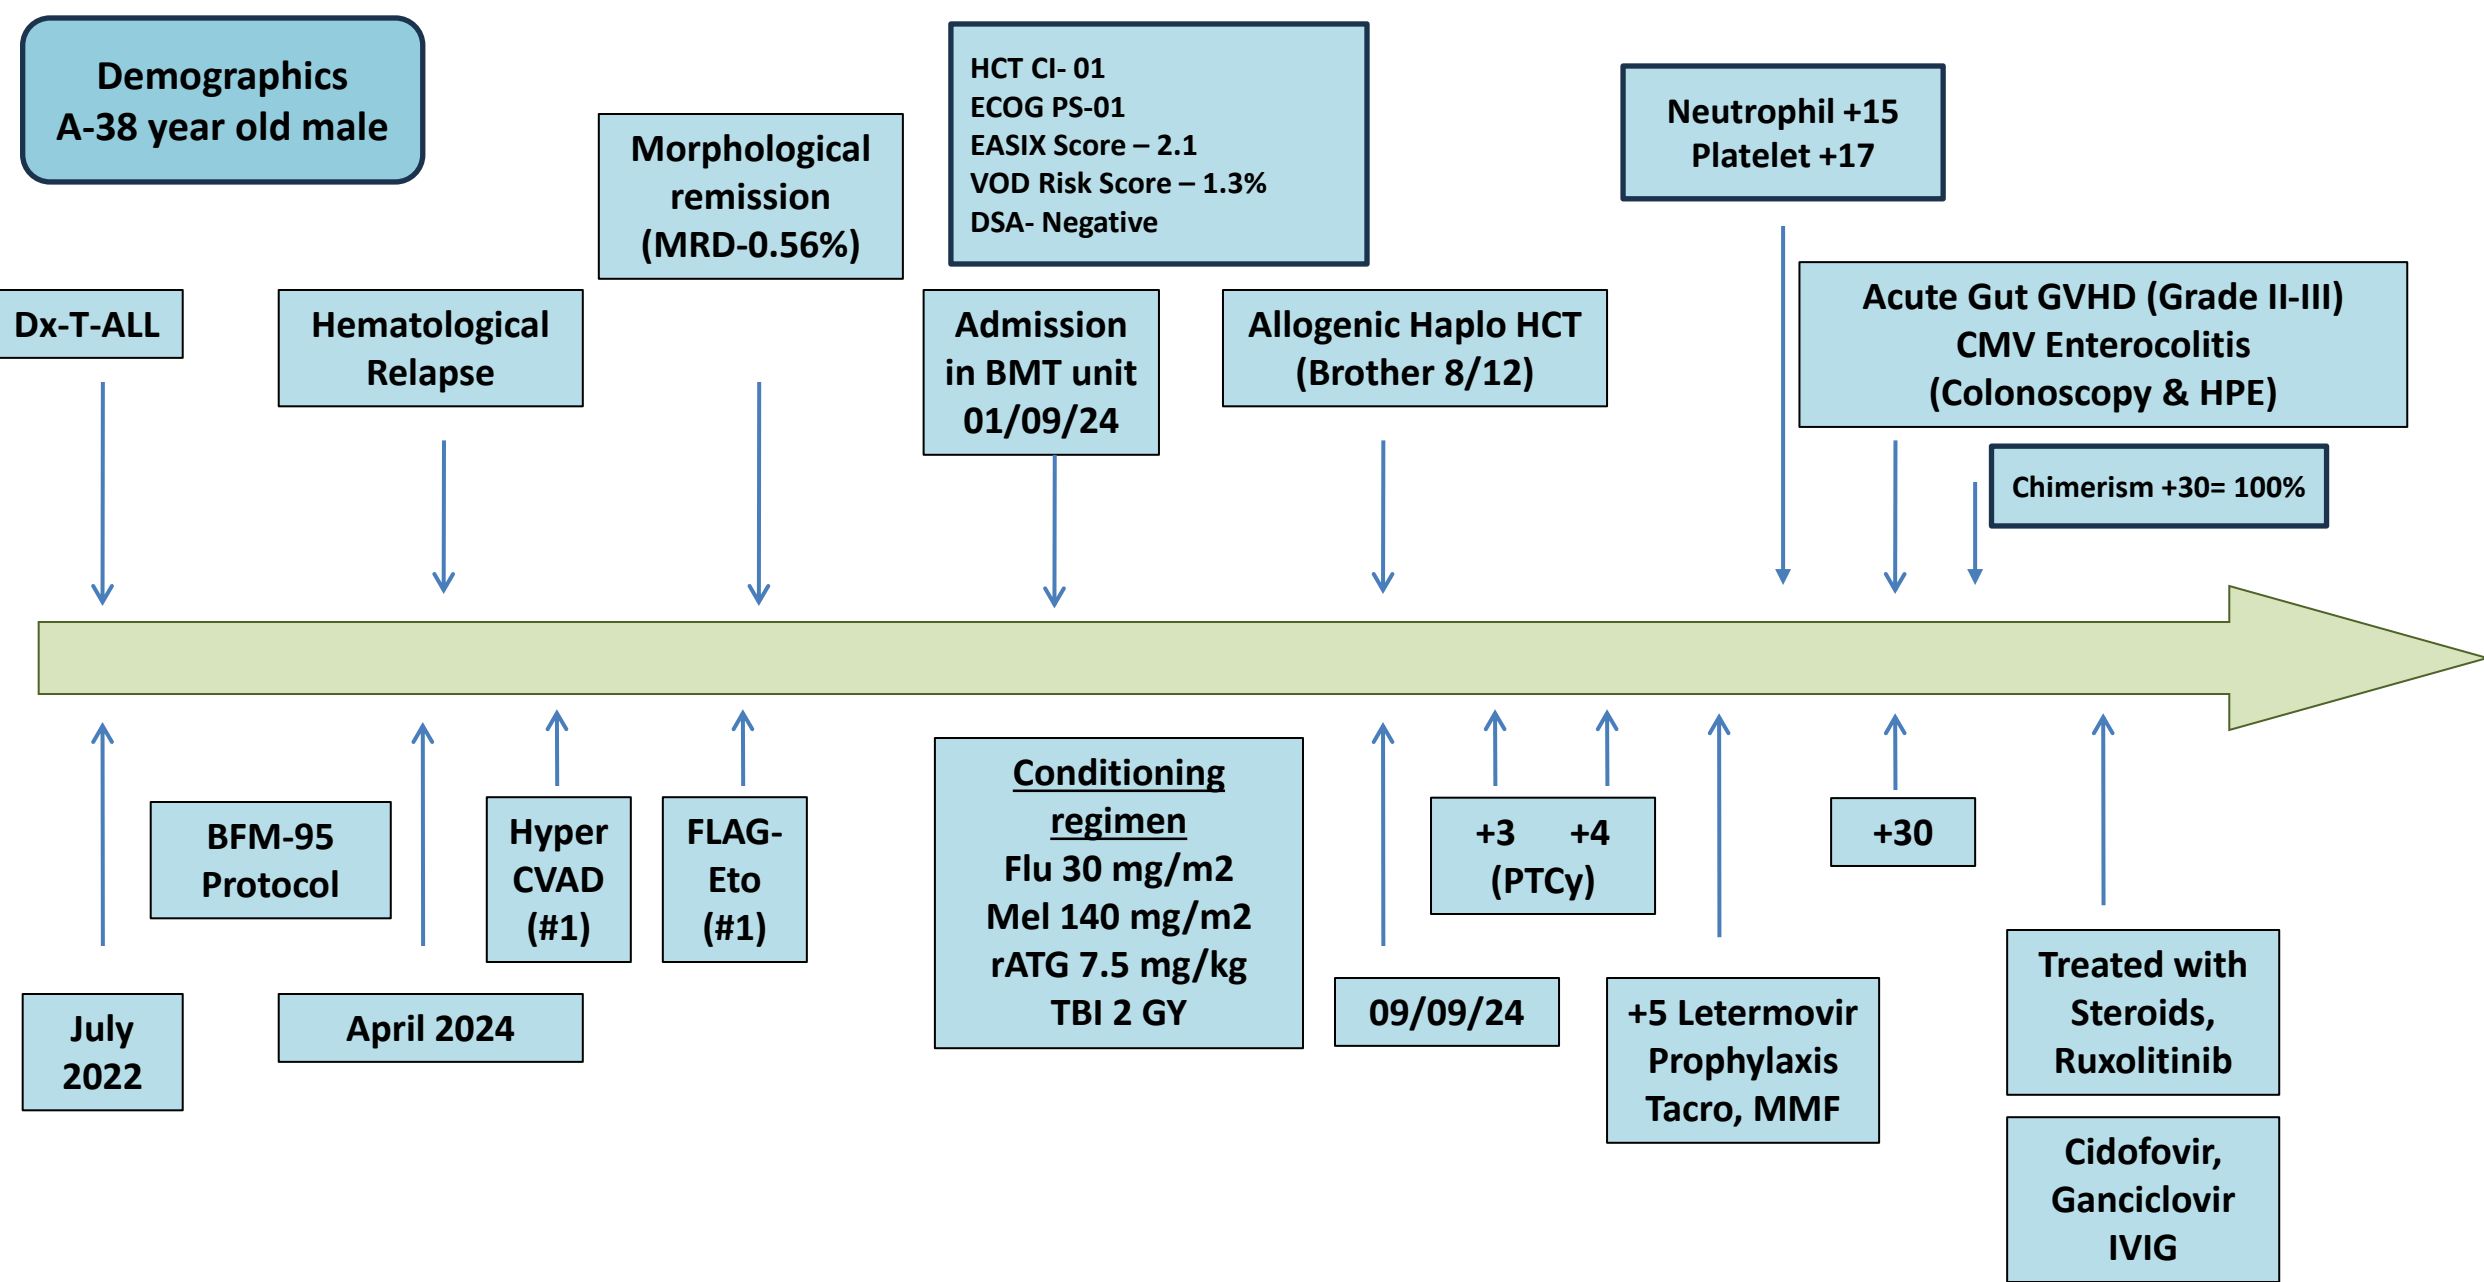 Demographics
A-38 year old male
HCT CI- 01
ECOG PS-01
EASIX Score – 2.1
VOD Risk Score – 1.3%
DSA- Negative
Neutrophil +15
Platelet +17
Morphological
remission
(MRD-0.56%)
Dx-T-ALL
Hematological
Relapse
Admission
in BMT unit
01/09/24
Allogenic Haplo HCT
(Brother 8/12)
Acute Gut GVHD (Grade II-III)
CMV Enterocolitis
(Colonoscopy & HPE)
Chimerism +30= 100%
BFM-95
Protocol
Hyper
CVAD
(#1)
FLAG-
Eto
(#1)
Conditioning
regimen
Flu 30 mg/m2
Mel 140 mg/m2
rATG 7.5 mg/kg
TBI 2 GY
+3 +4
(PTCy)
+30
July
2022
April 2024
09/09/24
+5 Letermovir
Prophylaxis
Tacro, MMF
Treated with
Steroids,
Ruxolitinib
Cidofovir,
Ganciclovir
IVIG